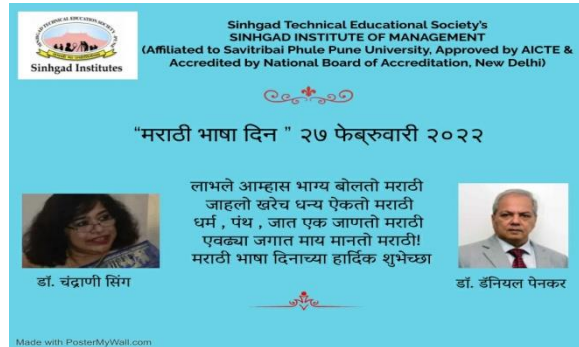 Sinhgad Institutes
Sinhgad Technical Educational Society's
SINHGAD INSTITUTE OF MANAGEMENT
(Affiliated to Savitribai Phule Pune University, Approved by AICTE &
Accredited by National Board of Accreditation, New Delhi)
“मराठी भाषा दिन ” २७ फेब्रुवारी २०२२
लाभले आम्हास भाग्य बोलतो मराठी
जाहलो खरेच धन्य ऐकतो मराठी
धर्म , पंथ , जात एक जाणतो मराठी
एवढ्या जगात माय मानतो मराठी!
मराठी भाषा दिनाच्या हार्दिक शुभेच्छा
डॉ. चंद्राणी सिंग
डॉ. डॅनियल पेनकर
Made with PosterMyWall.com